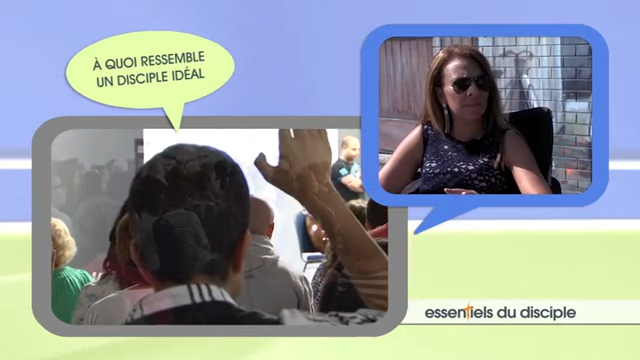 À QUOI RESSEMBLE
UN DISCIPLE IDÉAL
essentiels du disciple